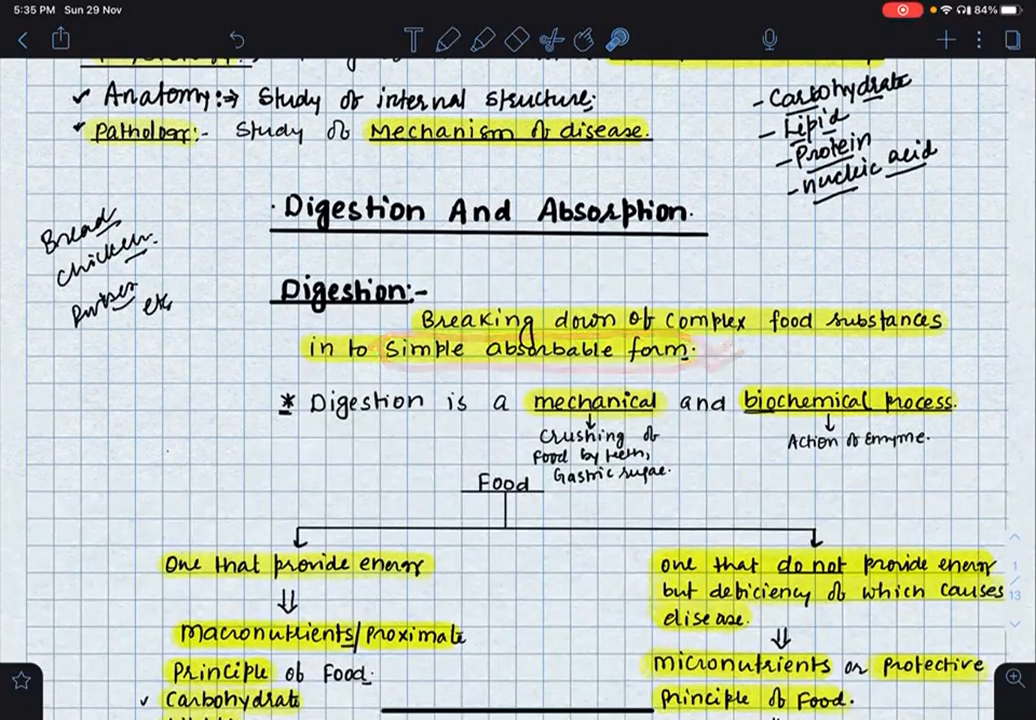 5:35 PM Sun 29 Nov
84%
✓ Anatomy:⇒ Study of internal structure.
Pathology:- Study of Mechanism of disease.
- Carbohydrate
- Lipid
- Protein
- nucleic acid
Digestion And Absorption.
Bread
chicken
etc
Digestion:-
Breaking down of complex food substances
in to simple absorbable form.
* Digestion is a mechanical and biochemical process.
Crushing of
food by teeth,
Gastric rugae.
Action of Enzyme.
Food
One that provide energy
⇓
Macronutrients/proximate
Principle of Food.
✓ Carbohydrate
one that do not provide energy
but deficiency of which causes
disease.
⇓
micronutrients or protective
principle of Food.
1
/
13